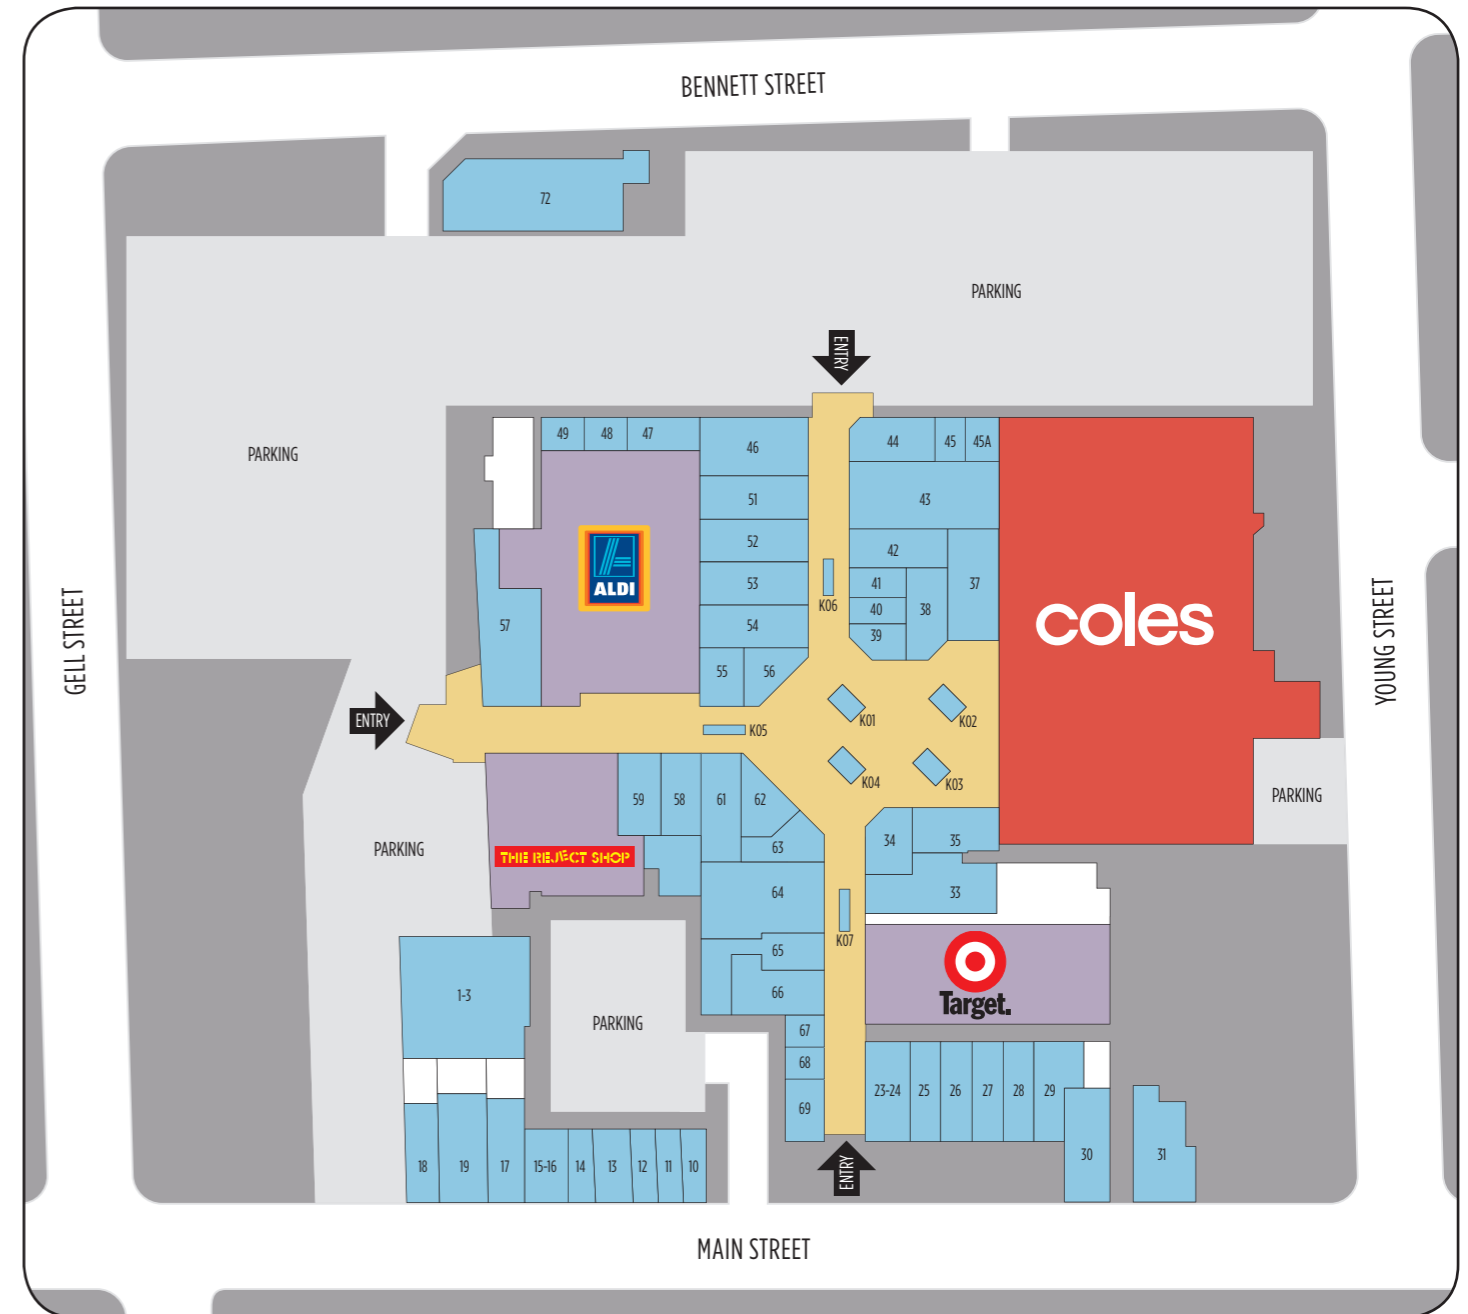 BENNETT STREET
72
PARKING
ENTRY
PARKING
49
48
47
46
44
45
45A
51
43
52
42
ALDI
53
41
37
K06
40
38
57
54
39
coles
GELL STREET
YOUNG STREET
55
56
ENTRY
K05
K01
K02
K04
K03
PARKING
59
58
61
62
63
34
35
PARKING
THE REJECT SHOP
64
33
K07
65
Target.
66
1-3
PARKING
67
68
69
23-24
25
26
27
28
29
30
31
ENTRY
18
19
17
15-16
14
13
12
11
10
MAIN STREET